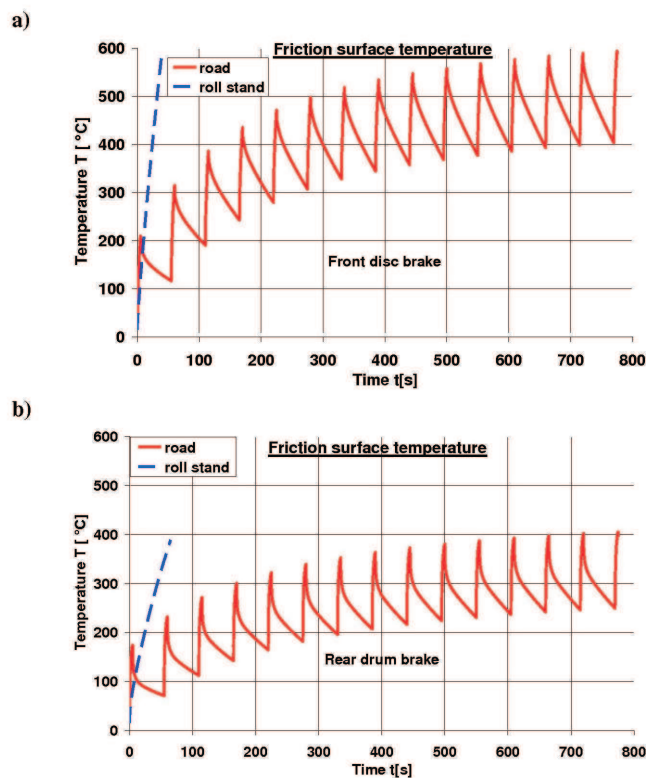 a)
600
Friction surface temperature
road
roll stand
500
400
300
200
100
0
Temperature T [ °C]
Front disc brake
0 100 200 300 400 500 600 700 800
Time t[s]
b)
600
Friction surface temperature
road
roll stand
500
400
300
200
100
0
Temperature T [ °C]
Rear drum brake
0 100 200 300 400 500 600 700 800
Time t[s]